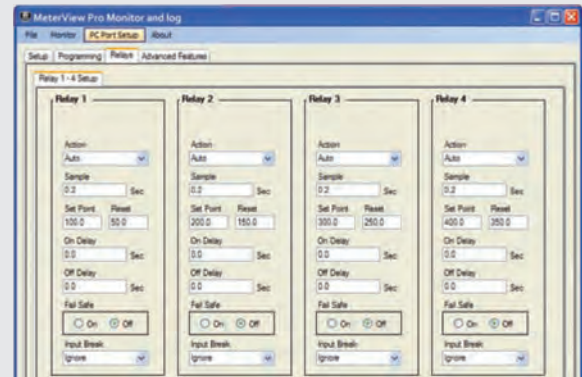 MeterView Pro Monitor and log
File Monitor PC Port Setup About
Setup Programming Relays Advanced Features
Relay 1 - 4 Setup
Relay 1 Relay 2 Relay 3 Relay 4
Action Action Action Action
Auto Auto Auto Auto
Sample Sample Sample Sample
0.2 Sec 0.2 Sec 0.2 Sec 0.2 Sec
Set Point Reset Set Point Reset Set Point Reset Set Point Reset
100.0 50.0 200.0 150.0 300.0 250.0 400.0 350.0
On Delay On Delay On Delay On Delay
0.0 Sec 0.0 Sec 0.0 Sec 0.0 Sec
Off Delay Off Delay Off Delay Off Delay
0.0 Sec 0.0 Sec 0.0 Sec 0.0 Sec
Fail Safe Fail Safe Fail Safe Fail Safe
On Off On Off On Off On Off
Input Break Input Break Input Break Input Break
Ignore Ignore Ignore Ignore